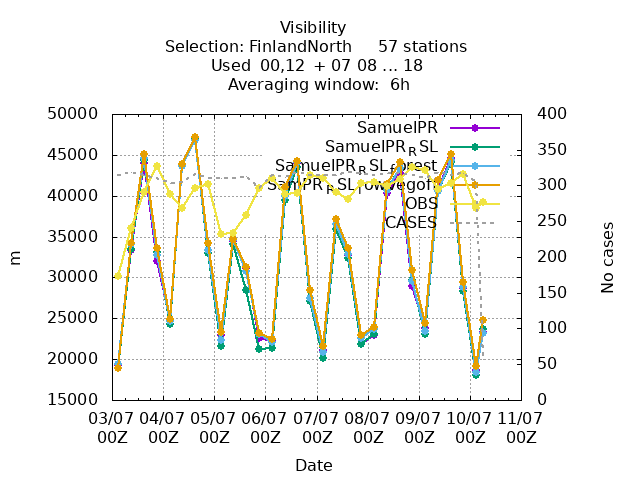 Visibility
Selection: FinlandNorth 57 stations
Used 00,12 + 07 08 ... 18
Averaging window: 6h
50000
45000
40000
35000
30000
25000
20000
15000
m
400
350
300
250
200
150
100
50
0
No cases
SamuelPR
SamuelPR_R_SL
OBS
CASES
03/07 04/07 05/07 06/07 07/07 08/07 09/07 10/07 11/07
00Z 00Z 00Z 00Z 00Z 00Z 00Z 00Z 00Z
Date